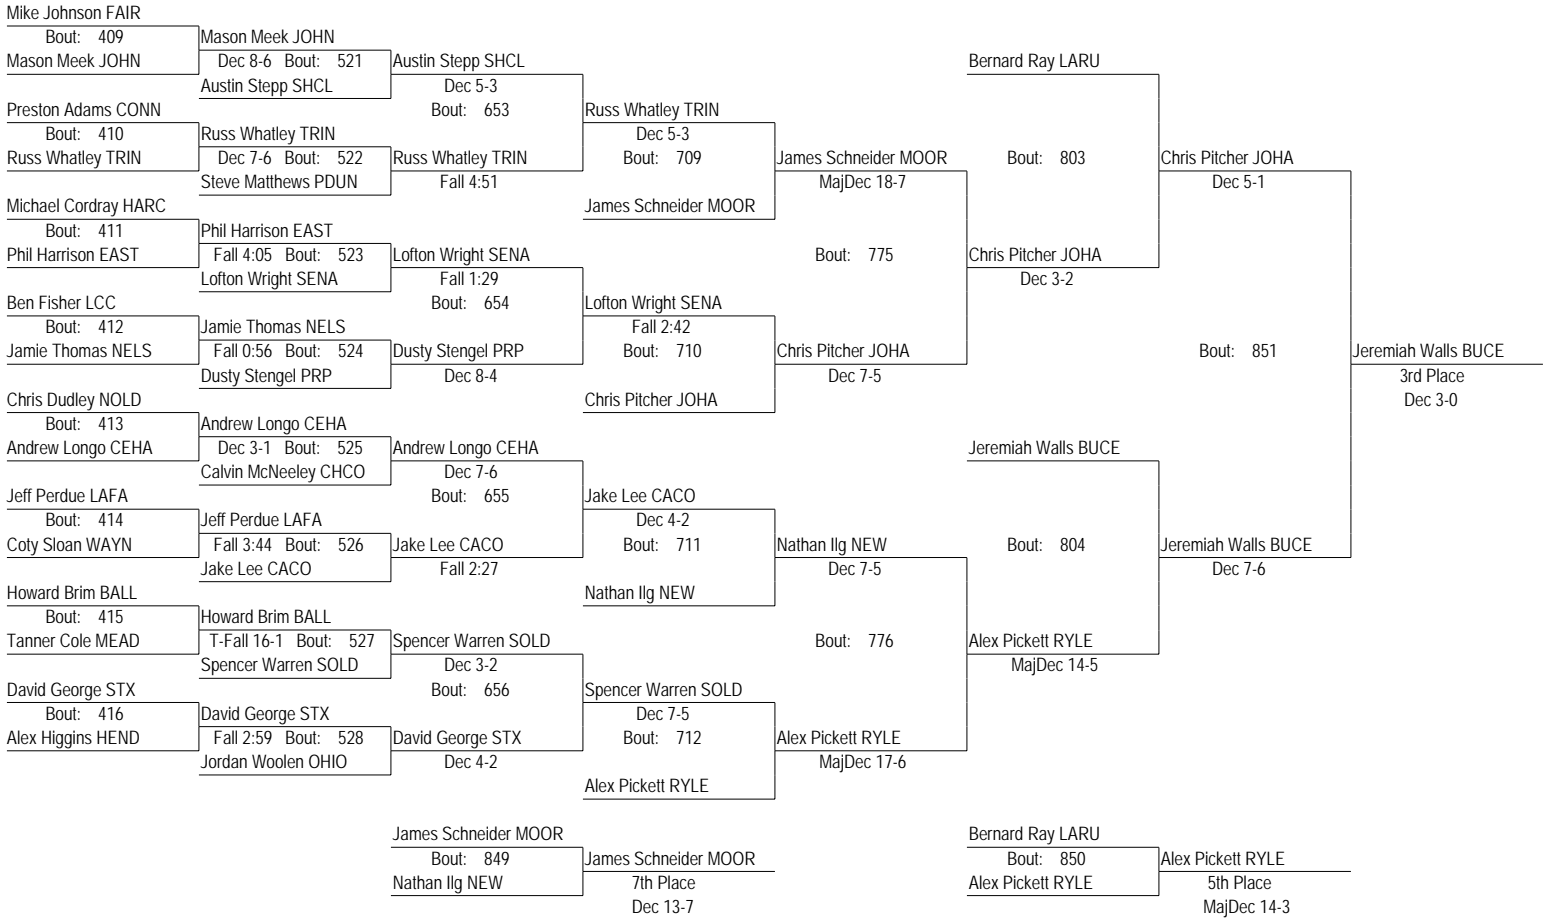 Mike Johnson FAIR
Bout: 409
Mason Meek JOHN
Mason Meek JOHN
Dec 8-6 Bout: 521
Austin Stepp SHCL
Austin Stepp SHCL
Dec 5-3
Bout: 653
Preston Adams CONN
Bout: 410
Russ Whatley TRIN
Russ Whatley TRIN
Dec 7-6 Bout: 522
Steve Matthews PDUN
Russ Whatley TRIN
Fall 4:51
Russ Whatley TRIN
Dec 5-3
Bout: 709
James Schneider MOOR
James Schneider MOOR
MajDec 18-7
Michael Cordray HARC
Bout: 411
Phil Harrison EAST
Phil Harrison EAST
Fall 4:05 Bout: 523
Lofton Wright SENA
Lofton Wright SENA
Fall 1:29
Bout: 654
Ben Fisher LCC
Bout: 412
Jamie Thomas NELS
Jamie Thomas NELS
Fall 0:56 Bout: 524
Dusty Stengel PRP
Dusty Stengel PRP
Dec 8-4
Lofton Wright SENA
Fall 2:42
Bout: 710
Chris Pitcher JOHA
Chris Pitcher JOHA
Dec 7-5
Bout: 775
Bernard Ray LARU
Bout: 803
Chris Pitcher JOHA
Dec 3-2
Chris Pitcher JOHA
Dec 5-1
Chris Dudley NOLD
Bout: 413
Andrew Longo CEHA
Andrew Longo CEHA
Dec 3-1 Bout: 525
Calvin McNeeley CHCO
Andrew Longo CEHA
Dec 7-6
Bout: 655
Jeff Perdue LAFA
Bout: 414
Coty Sloan WAYN
Jeff Perdue LAFA
Fall 3:44 Bout: 526
Jake Lee CACO
Jake Lee CACO
Fall 2:27
Jake Lee CACO
Dec 4-2
Bout: 711
Nathan Ilg NEW
Nathan Ilg NEW
Dec 7-5
Howard Brim BALL
Bout: 415
Tanner Cole MEAD
Howard Brim BALL
T-Fall 16-1 Bout: 527
Spencer Warren SOLD
Spencer Warren SOLD
Dec 3-2
Bout: 656
David George STX
Bout: 416
Alex Higgins HEND
David George STX
Fall 2:59 Bout: 528
Jordan Woolen OHIO
David George STX
Dec 4-2
Spencer Warren SOLD
Dec 7-5
Bout: 712
Alex Pickett RYLE
Alex Pickett RYLE
MajDec 17-6
Bout: 776
Jeremiah Walls BUCE
Bout: 804
Alex Pickett RYLE
MajDec 14-5
Jeremiah Walls BUCE
Dec 7-6
Bout: 851
Jeremiah Walls BUCE
3rd Place
Dec 3-0
James Schneider MOOR
Bout: 849
Nathan Ilg NEW
James Schneider MOOR
7th Place
Dec 13-7
Bernard Ray LARU
Bout: 850
Alex Pickett RYLE
Alex Pickett RYLE
5th Place
MajDec 14-3